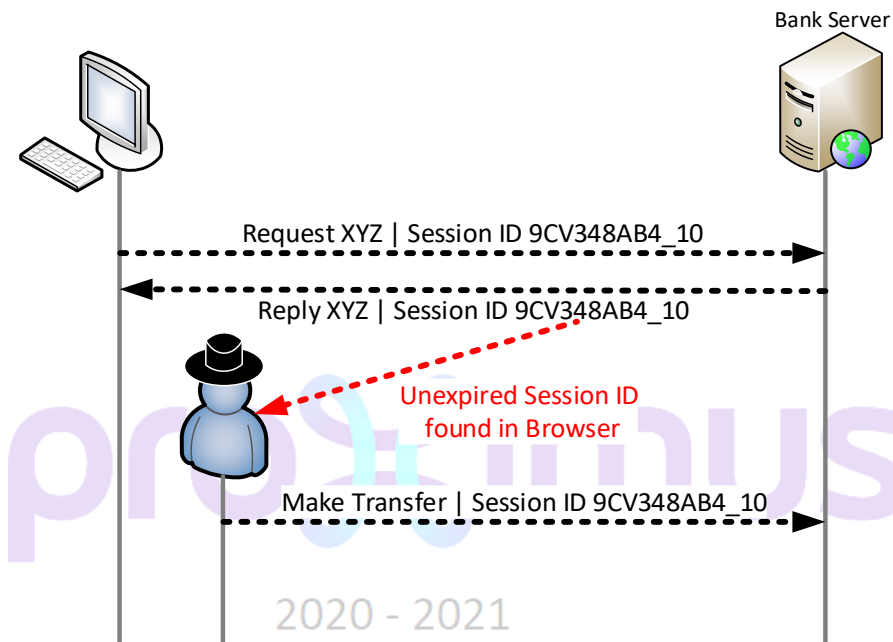 Bank Server
Request XYZ | Session ID 9CV348AB4_10
Reply XYZ | Session ID 9CV348AB4_10
Unexpired Session ID
found in Browser
proximus
Make Transfer | Session ID 9CV348AB4_10
2020 - 2021